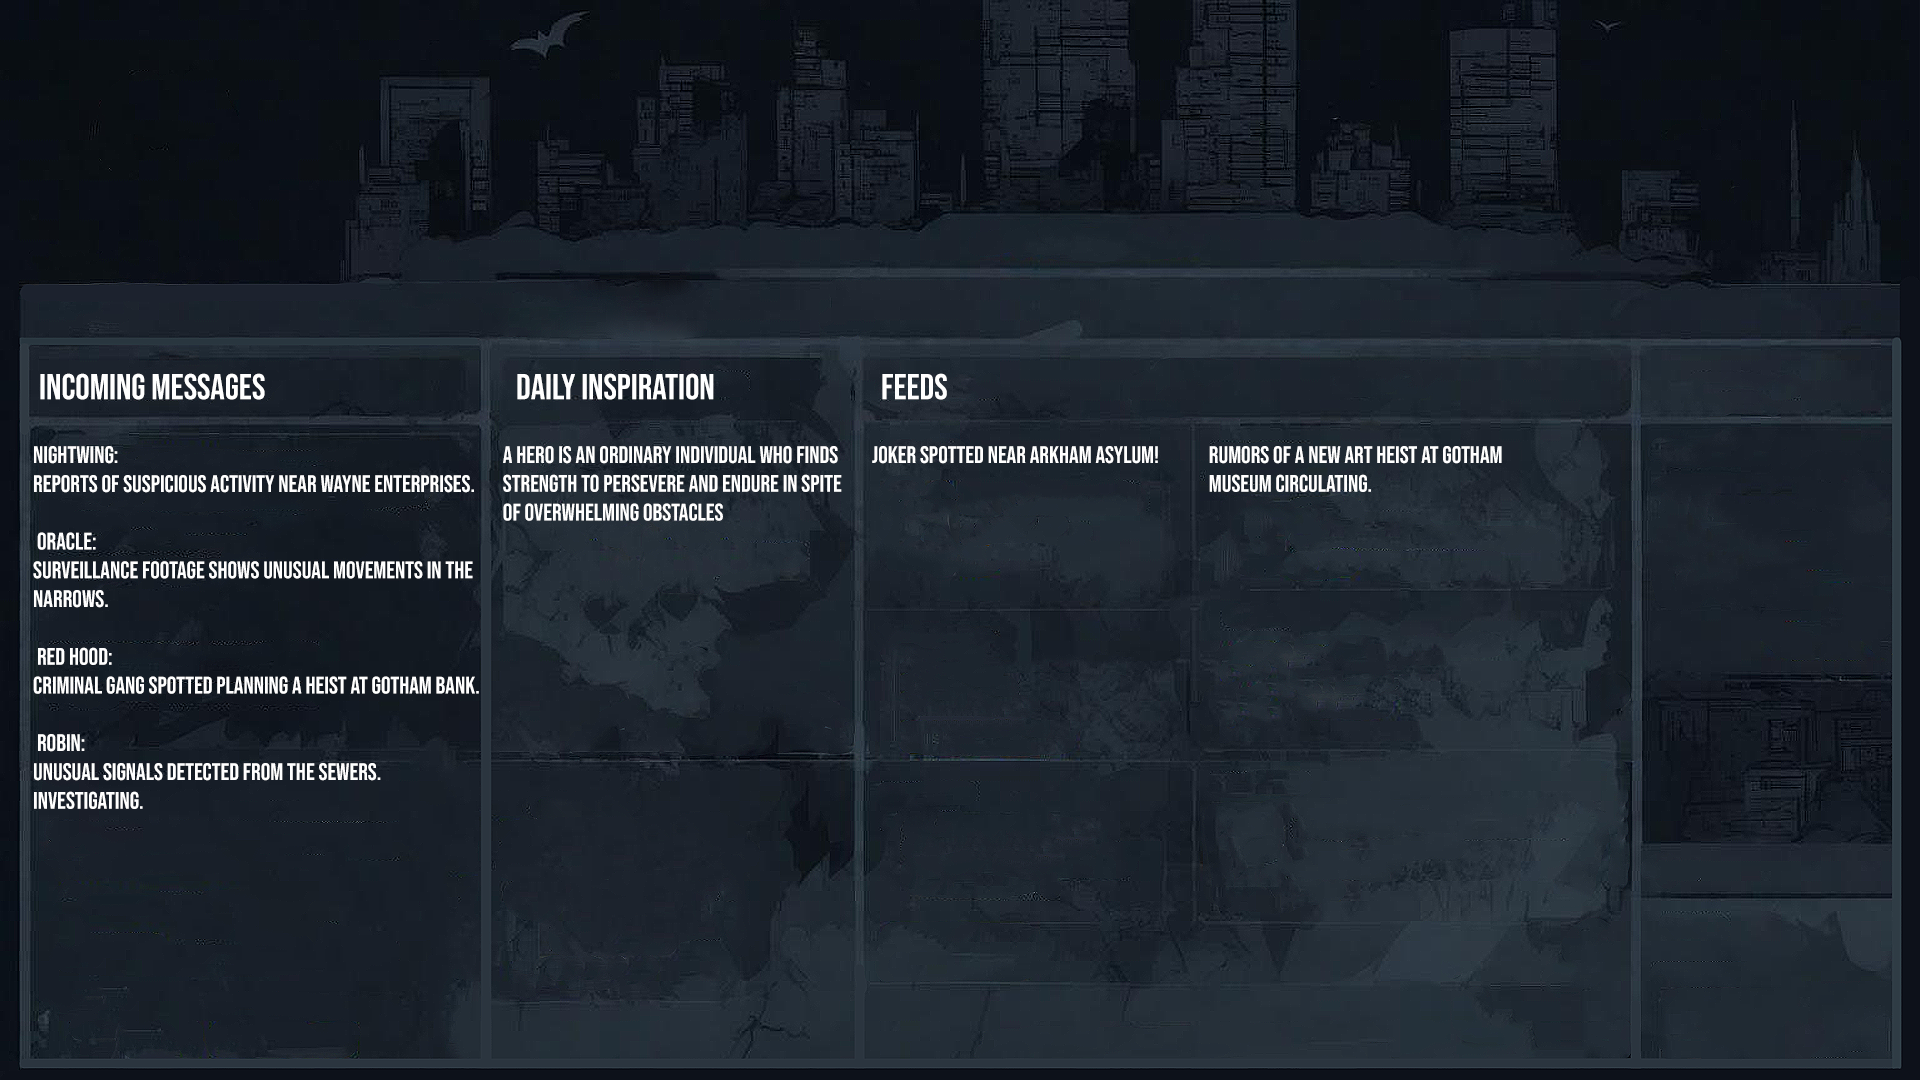 INCOMING MESSAGES
NIGHTWING:
REPORTS OF SUSPICIOUS ACTIVITY NEAR WAYNE ENTERPRISES.
ORACLE:
SURVEILLANCE FOOTAGE SHOWS UNUSUAL MOVEMENTS IN THE
NARROWS.
RED HOOD:
CRIMINAL GANG SPOTTED PLANNING A HEIST AT GOTHAM BANK.
ROBIN:
UNUSUAL SIGNALS DETECTED FROM THE SEWERS.
INVESTIGATING.
DAILY INSPIRATION
A HERO IS AN ORDINARY INDIVIDUAL WHO FINDS
STRENGTH TO PERSEVERE AND ENDURE IN SPITE
OF OVERWHELMING OBSTACLES
FEEDS
JOKER SPOTTED NEAR ARKHAM ASYLUM!
RUMORS OF A NEW ART HEIST AT GOTHAM
MUSEUM CIRCULATING.